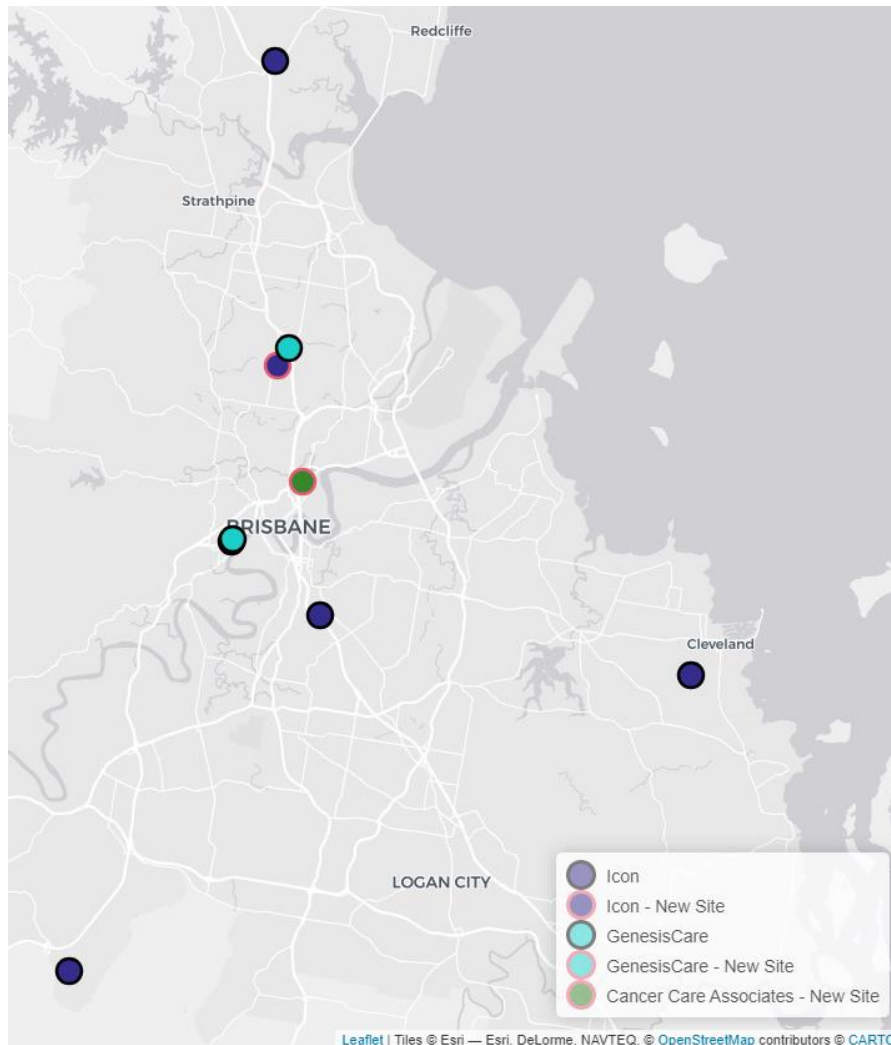 Redcliffe
Strathpine
BRISBANE
Cleveland
LOGAN CITY
Icon
Icon - New Site
GenesisCare
GenesisCare - New Site
Cancer Care Associates - New Site
Leaflet | Tiles © Esri — Esri, DeLorme, NAVTEQ, © OpenStreetMap contributors © CARTO